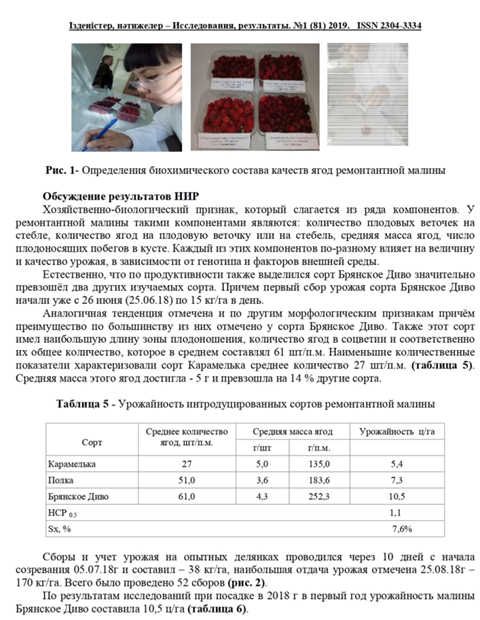 Ізденістер, нәтижелер – Исследования, результаты. №1 (81) 2019. ISSN 2304-3334
Рис. 1- Определения биохимического состава качеств ягод ремонтантной малины
Обсуждение результатов НИР
Хозяйственно-биологический признак, который слагается из ряда компонентов. У
ремонтантной малины такими компонентами являются: количество плодовых веточек на
стебле, количество ягод на плодовую веточку или на стебель, средняя масса ягод, число
плодоносящих побегов в кусте. Каждый из этих компонентов по-разному влияет на величину
и качество урожая, в зависимости от генотипа и факторов внешней среды.
Естественно, что по продуктивности также выделился сорт Брянское Диво значительно
превзошёл два других изучаемых сорта. Причем первый сбор урожая сорта Брянское Диво
начали уже с 26 июня (25.06.18) по 15 кг/га в день.
Аналогичная тенденция отмечена и по другим морфологическим признакам причём
преимущество по большинству из них отмечено у сорта Брянское Диво. Также этот сорт
имел наибольшую длину зоны плодоношения, количество ягод в соцветии и соответственно
их общее количество, которое в среднем составлял 61 шт/п.м. Наименьшие количественные
показатели характеризовали сорт Карамелька среднее количество 27 шт/п.м. (таблица 5).
Средняя масса этого ягод достигла - 5 г и превзошла на 14 % другие сорта.
Таблица 5 - Урожайность интродуцированных сортов ремонтантной малины
Сорт Среднее количество ягод, шт/п.м. Средняя масса ягод Урожайность ц/га
г/шт г/п.м.
Карамелька 27 5,0 135,0 5,4
Полка 51,0 3,6 183,6 7,3
Брянское Диво 61,0 4,3 252,3 10,5
НСР 0,5 1,1
Sx, % 7,6%
Сборы и учет урожая на опытных делянках проводился через 10 дней с начала
созревания 05.07.18г и составил – 38 кг/га, наибольшая отдача урожая отмечена 25.08.18г –
170 кг/га. Всего было проведено 52 сборов (рис. 2).
По результатам исследований при посадке в 2018 г в первый год урожайность малины
Брянское Диво составила 10,5 ц/га (таблица 6).